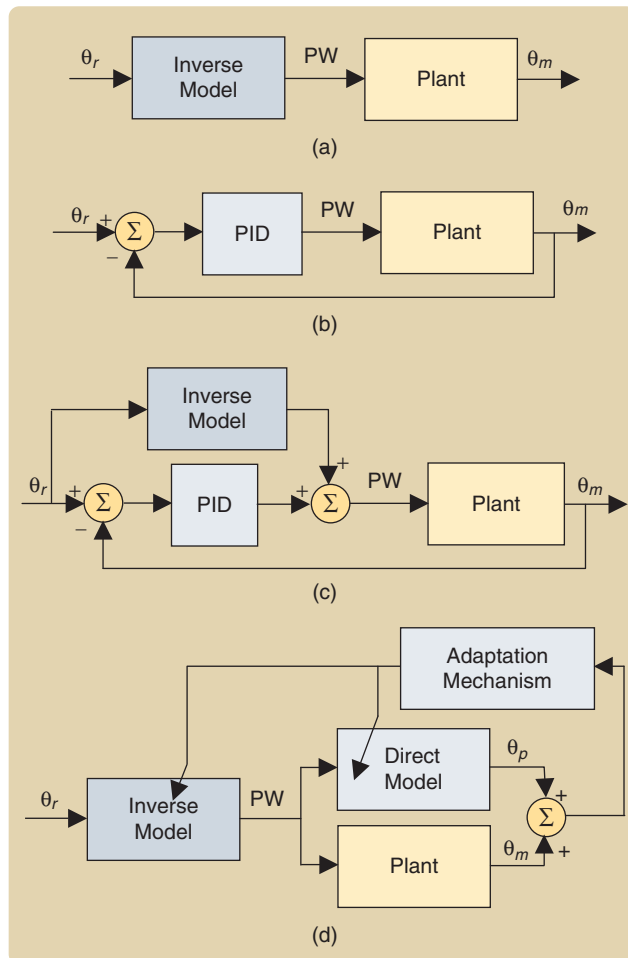 θr
Inverse
Model
PW
Plant
θm
(a)
θr
+
Σ
−
PID
PW
Plant
θm
(b)
Inverse
Model
θr
+
Σ
−
PID
+
+
Σ
PW
Plant
θm
(c)
Adaptation
Mechanism
θr
Inverse
Model
PW
Direct
Model
θp
+
Σ
Plant
θm
+
(d)